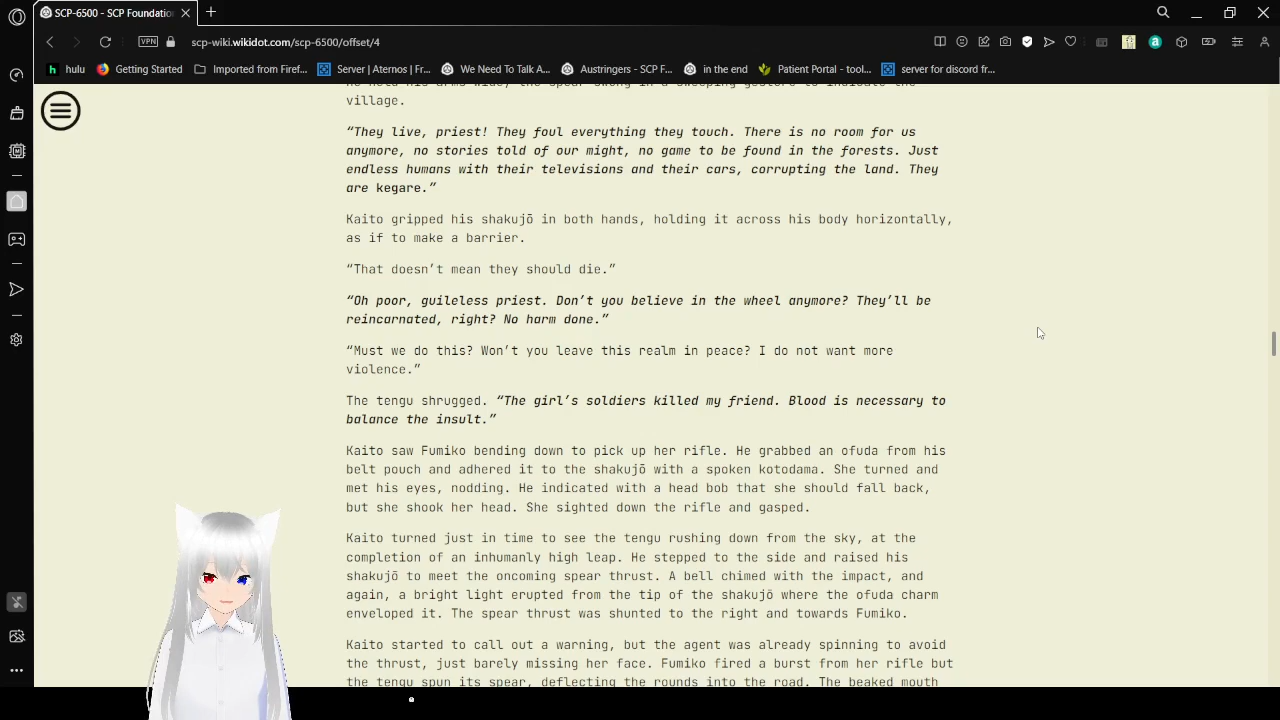 SCP-6500 - SCP Foundatio
VPN
scp-wiki.wikidot.com/scp-6500/offset/4
hulu
Getting Started
Imported from Firef...
Server | Aternos | Fr...
We Need To Talk A...
Austringers - SCP F...
in the end
Patient Portal - tool...
server for discord fr...
village.
“They live, priest! They foul everything they touch. There is no room for us
anymore, no stories told of our might, no game to be found in the forests. Just
endless humans with their televisions and their cars, corrupting the land. They
are kegare.”
Kaito gripped his shakujō in both hands, holding it across his body horizontally,
as if to make a barrier.
“That doesn’t mean they should die.”
“Oh poor, guileless priest. Don’t you believe in the wheel anymore? They’ll be
reincarnated, right? No harm done.”
“Must we do this? Won’t you leave this realm in peace? I do not want more
violence.”
The tengu shrugged. “The girl’s soldiers killed my friend. Blood is necessary to
balance the insult.”
Kaito saw Fumiko bending down to pick up her rifle. He grabbed an ofuda from his
belt pouch and adhered it to the shakujō with a spoken kotodama. She turned and
met his eyes, nodding. He indicated with a head bob that she should fall back,
but she shook her head. She sighted down the rifle and gasped.
Kaito turned just in time to see the tengu rushing down from the sky, at the
completion of an inhumanly high leap. He stepped to the side and raised his
shakujō to meet the oncoming spear thrust. A bell chimed with the impact, and
again, a bright light erupted from the tip of the shakujō where the ofuda charm
enveloped it. The spear thrust was shunted to the right and towards Fumiko.
Kaito started to call out a warning, but the agent was already spinning to avoid
the thrust, just barely missing her face. Fumiko fired a burst from her rifle but
the tengu spun its spear, deflecting the rounds into the road. The beaked mouth